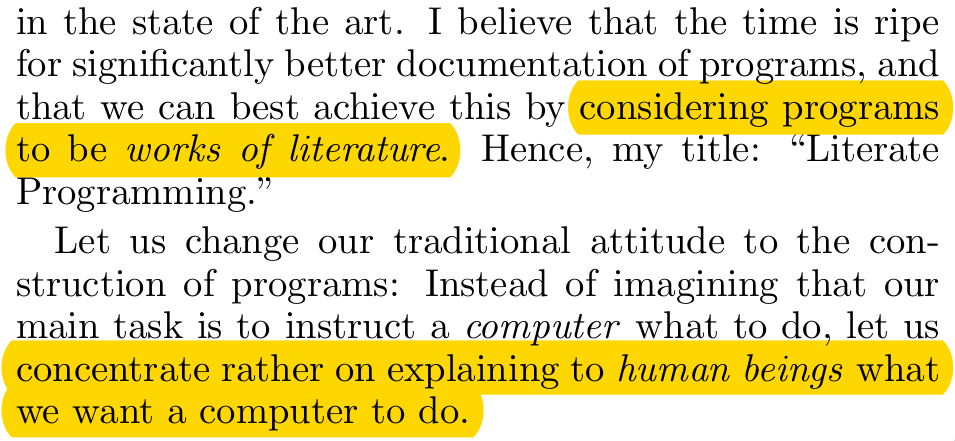 in the state of the art. I believe that the time is ripe
for significantly better documentation of programs, and
that we can best achieve this by considering programs
to be works of literature. Hence, my title: “Literate
Programming.”
Let us change our traditional attitude to the con-
struction of programs: Instead of imagining that our
main task is to instruct a computer what to do, let us
concentrate rather on explaining to human beings what
we want a computer to do.